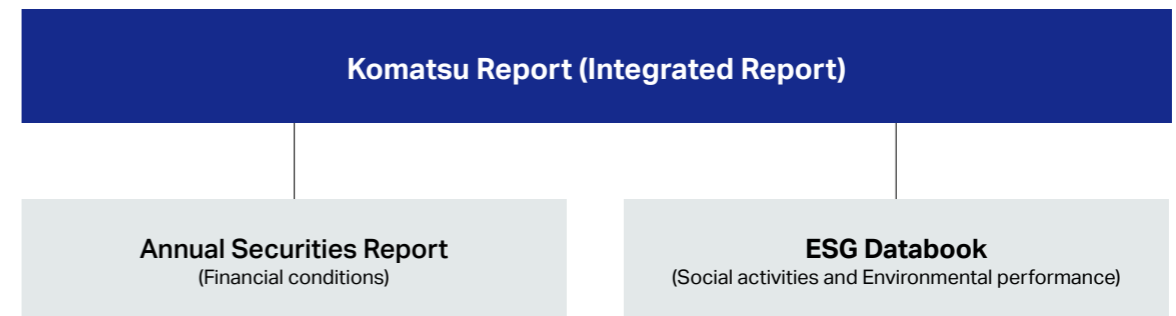 Komatsu Report (Integrated Report)
Annual Securities Report
(Financial conditions)
ESG Databook
(Social activities and Environmental performance)